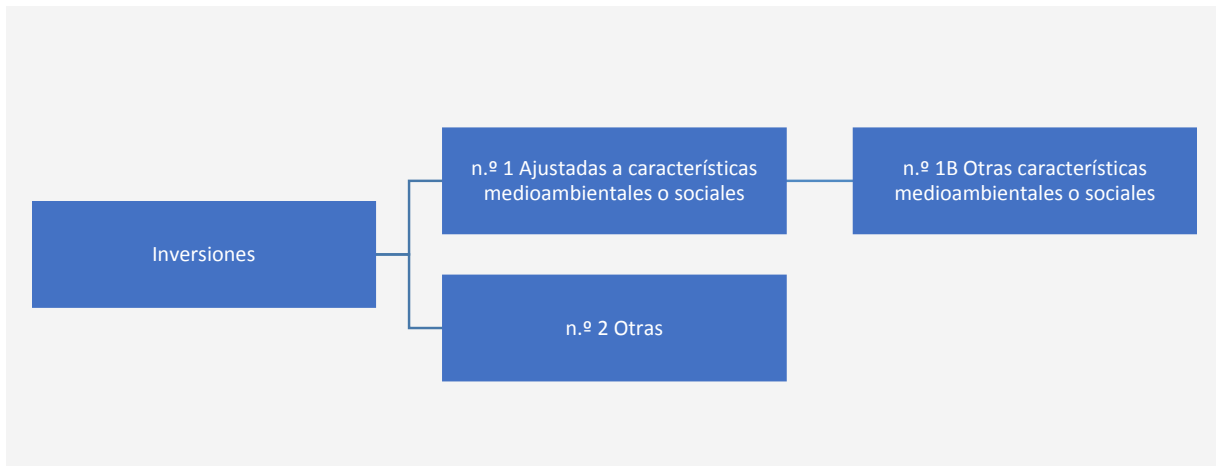 n.º 1 Ajustadas a características
medioambientales o sociales
n.º 1B Otras características
medioambientales o sociales
Inversiones
n.º 2 Otras